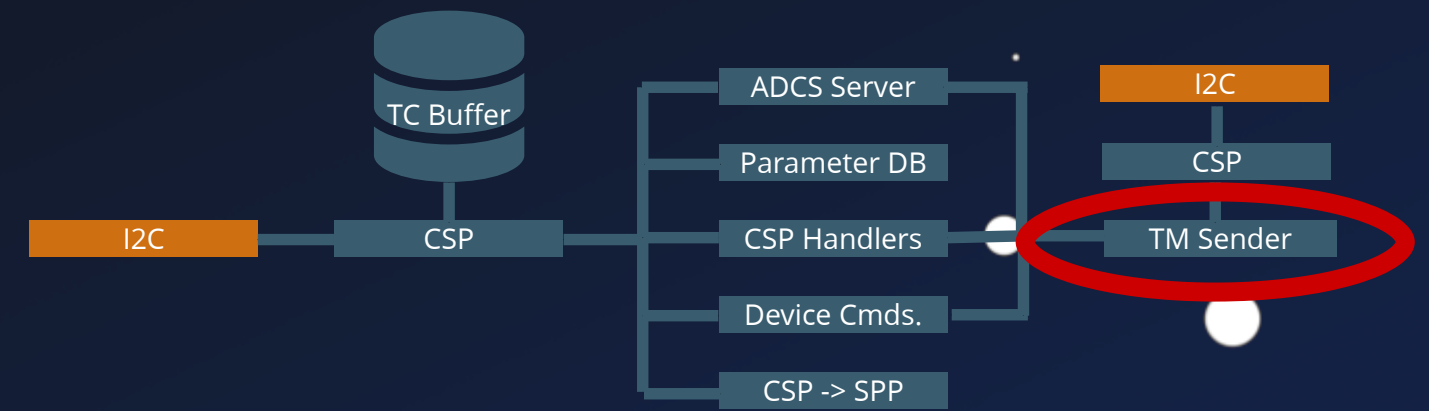 TC Buffer
I2C
CSP
ADCS Server
Parameter DB
CSP Handlers
Device Cmds.
CSP -> SPP
I2C
CSP
TM Sender